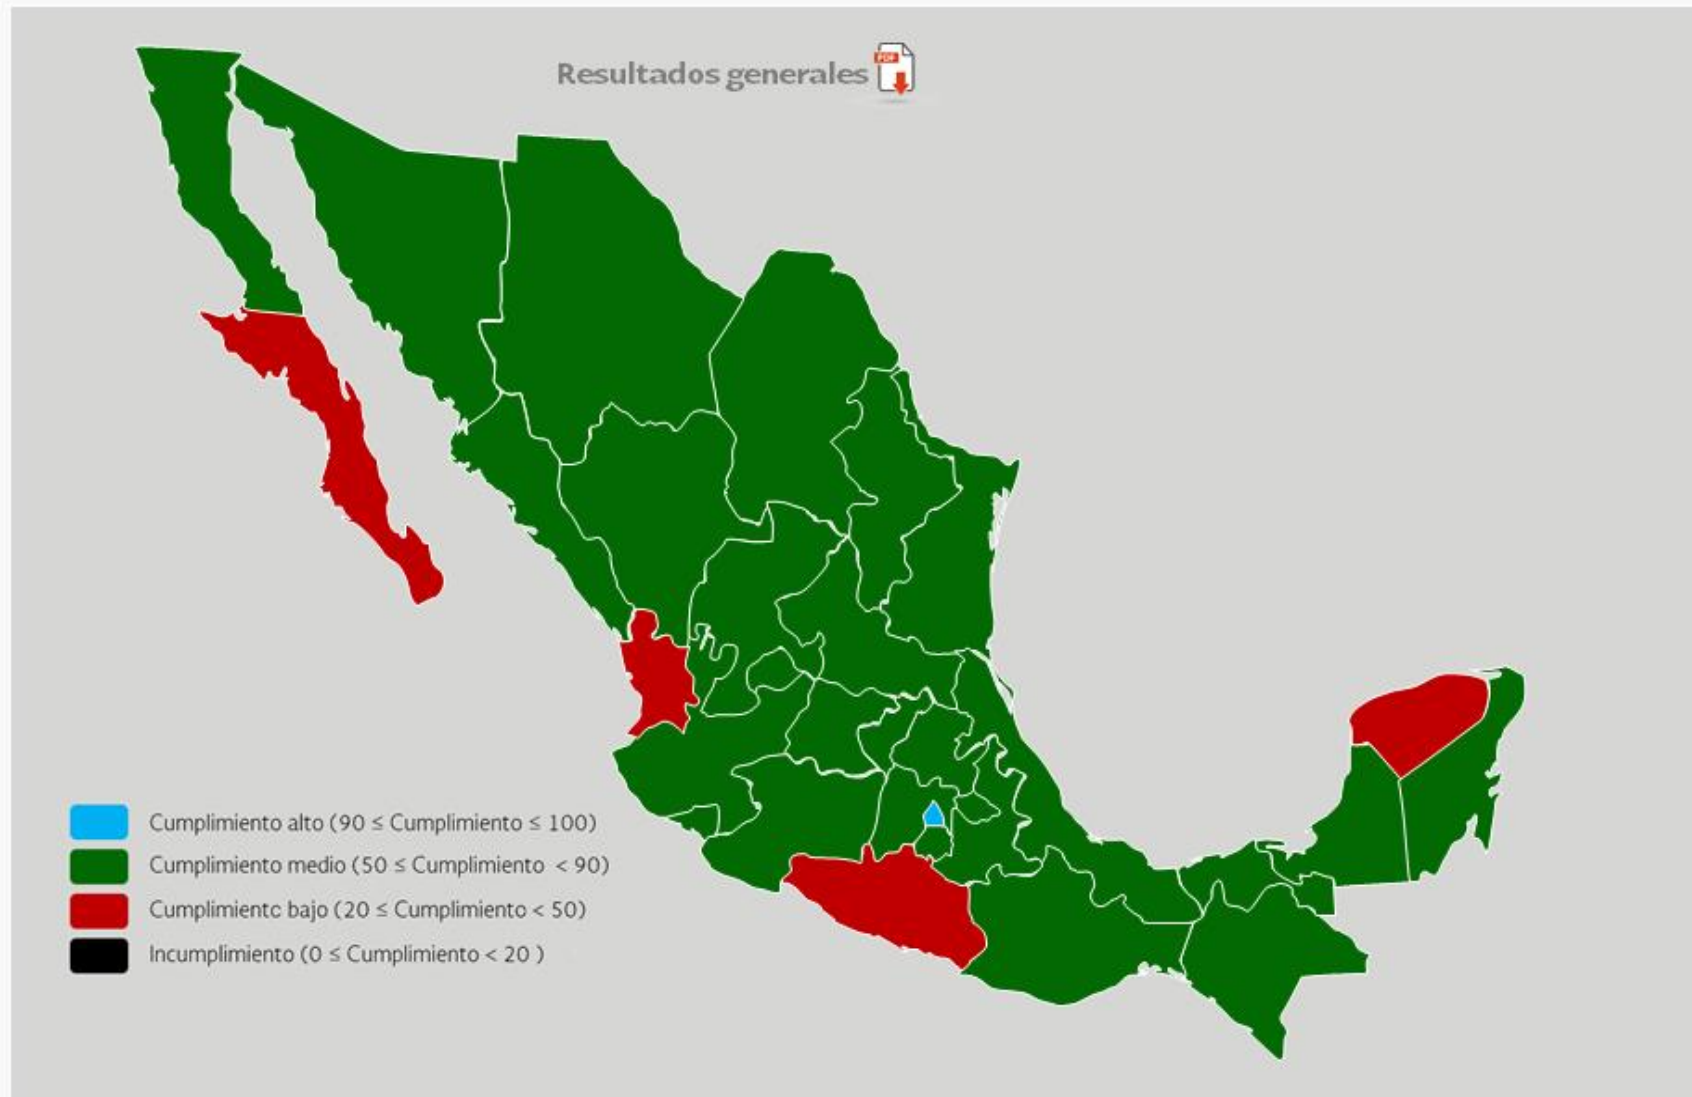 Resultados generales
PDF
Cumplimiento alto (90 ≤ Cumplimiento ≤ 100)
Cumplimiento medio (50 ≤ Cumplimiento < 90)
Cumplimiento bajo (20 ≤ Cumplimiento < 50)
Incumplimiento (0 ≤ Cumplimiento < 20 )